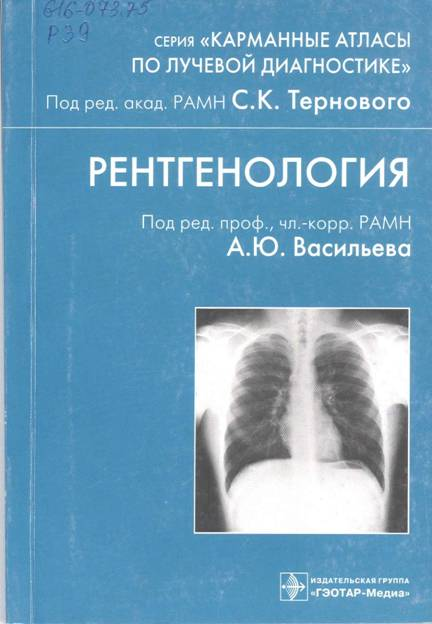 616-073.75
Р39
СЕРИЯ «КАРМАННЫЕ АТЛАСЫ
ПО ЛУЧЕВОЙ ДИАГНОСТИКЕ»
Под ред. акад. РАМН С.К. Тернового
РЕНТГЕНОЛОГИЯ
Под ред. проф., чл.-корр. РАМН
А.Ю. Васильева
ИЗДАТЕЛЬСКАЯ ГРУППА
«ГЭОТАР-Медиа»